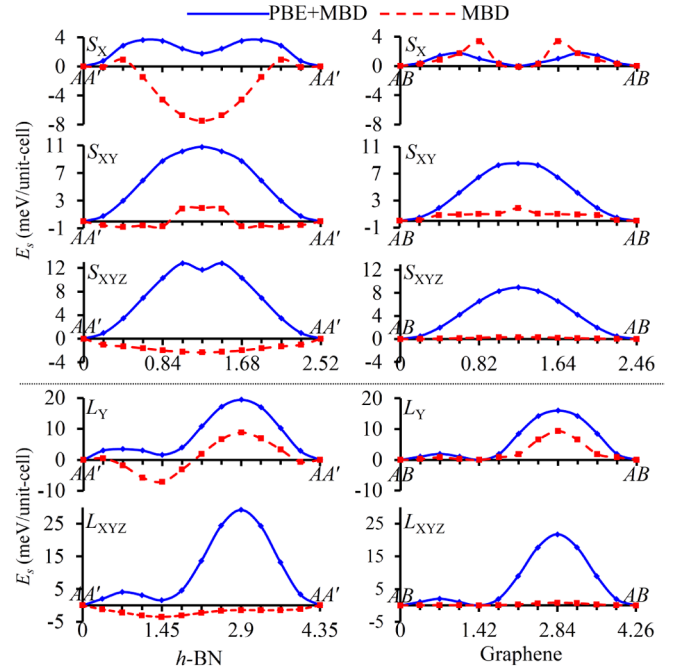 PBE+MBD MBD
4 S_X 4 S_X
0 0
AA′ AA′ AB AB
-4 -4
-8 -8
11 S_XY 11 S_XY
7 7
3 3
-1 -1
AA′ AA′ AB AB
E_s (meV/unit-cell)
12 S_XYZ 12 S_XYZ
8 8
4 4
0 AA′ AA′ 0 AB AB
-4 -4
0 0.84 1.68 2.52 0 0.82 1.64 2.46
20 L_Y 20 L_Y
10 10
0 0
AA′ AA′ AB AB
-10 -10
E_s (meV/unit-cell)
25 L_XYZ 25 L_XYZ
15 15
5 AA′ AA′ 5 AB AB
-5 -5
0 1.45 2.9 4.35 0 1.42 2.84 4.26
h-BN Graphene